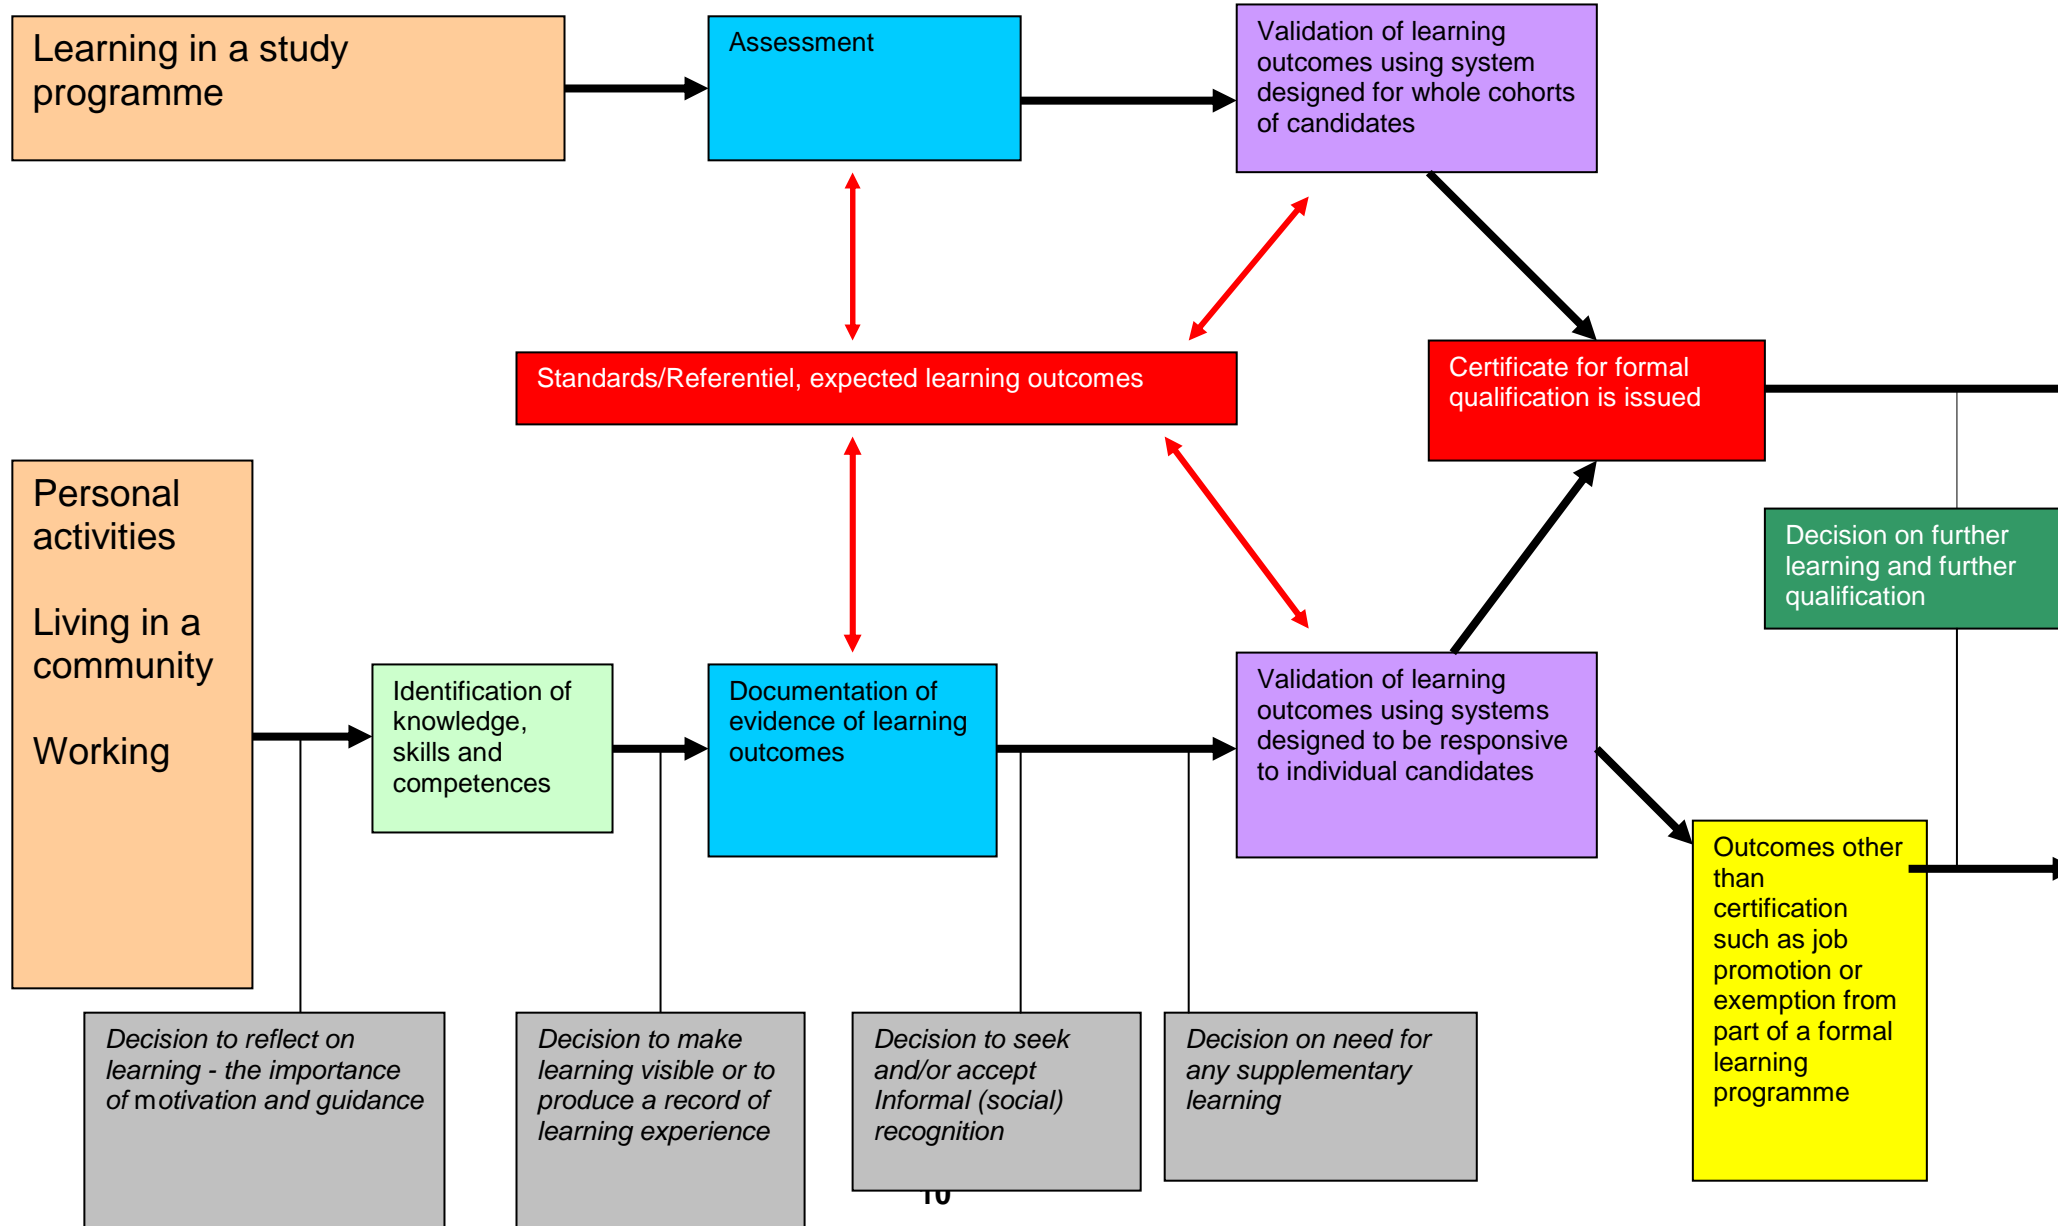 Learning in a study
programme
Assessment
Validation of learning
outcomes using system
designed for whole cohorts
of candidates
Standards/Referentiel, expected learning outcomes
Certificate for formal
qualification is issued
Personal
activities
Living in a
community
Working
Decision on further
learning and further
qualification
Identification of
knowledge,
skills and
competences
Documentation of
evidence of learning
outcomes
Validation of learning
outcomes using systems
designed to be responsive
to individual candidates
Outcomes other
than
certification
such as job
promotion or
exemption from
part of a formal
learning
programme
Decision to reflect on
learning - the importance
of motivation and guidance
Decision to make
learning visible or to
produce a record of
learning experience
Decision to seek
and/or accept
Informal (social)
recognition
Decision on need for
any supplementary
learning
10